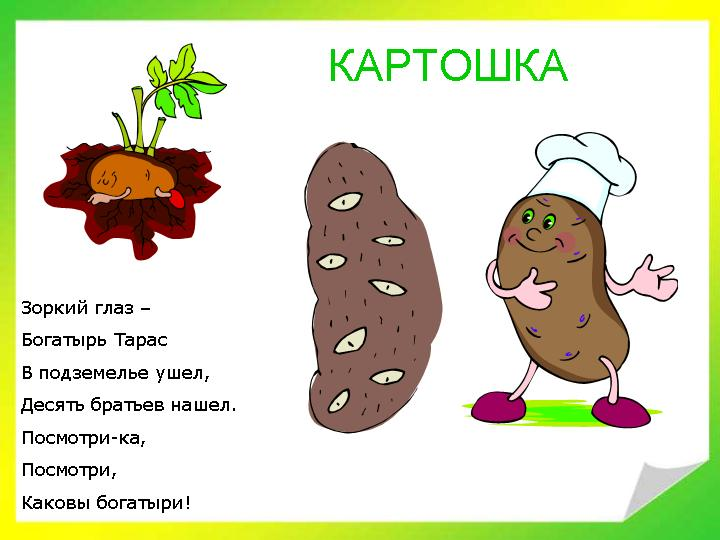 КАРТОШКА
Зоркий глаз –
Богатырь Тарас
В подземелье ушел,
Десять братьев нашел.
Посмотри-ка,
Посмотри,
Каковы богатыри!